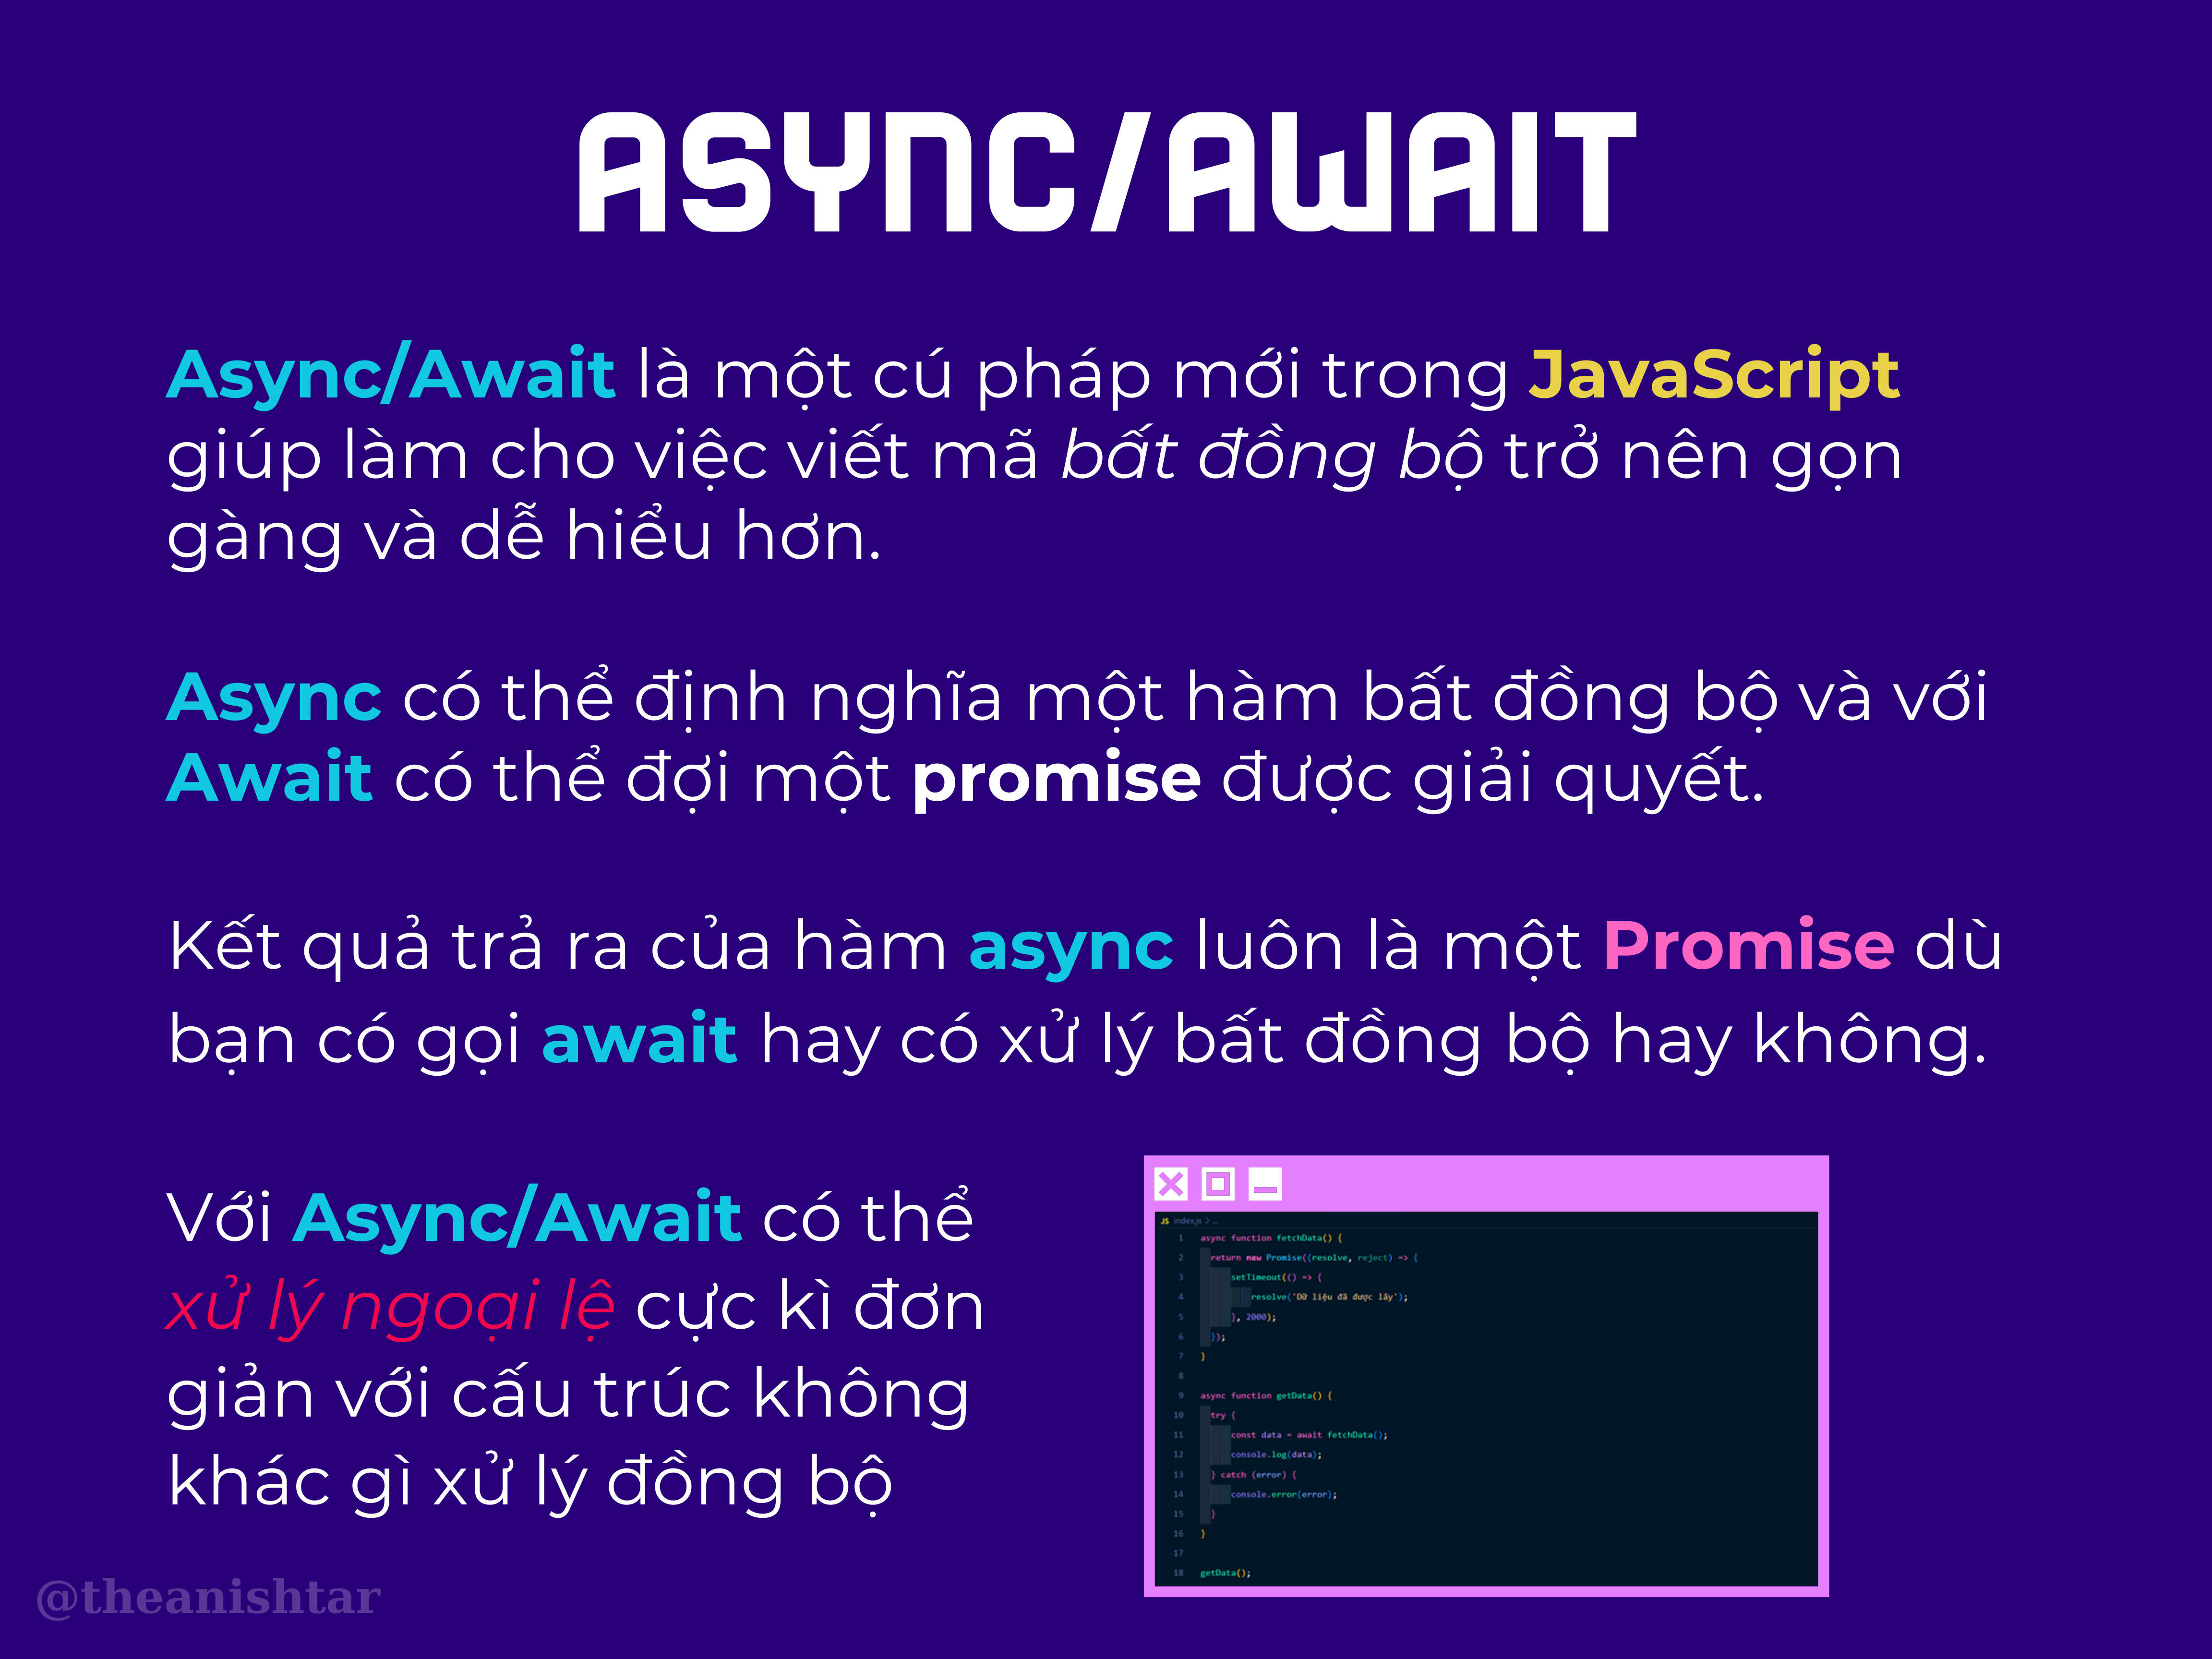 ASYNC/AWAIT
Async/Await là một cú pháp mới trong JavaScript
giúp làm cho việc viết mã bất đồng bộ trở nên gọn
gàng và dễ hiểu hơn.
Async có thể định nghĩa một hàm bất đồng bộ và với
Await có thể đợi một promise được giải quyết.
Kết quả trả ra của hàm async luôn là một Promise dù
bạn có gọi await hay có xử lý bất đồng bộ hay không.
Với Async/Await có thể
xử lý ngoại lệ cực kì đơn
giản với cấu trúc không
khác gì xử lý đồng bộ
JS index.js > ...
1 async function fetchData() {
2 return new Promise((resolve, reject) => {
3 setTimeout(() => {
4 resolve('Dữ liệu đã được lấy');
5 }, 2000);
6 });
7 }
8
9 async function getData() {
10 try {
11 const data = await fetchData();
12 console.log(data);
13 } catch (error) {
14 console.error(error);
15 }
16 }
17
18 getData();
@theanishtar